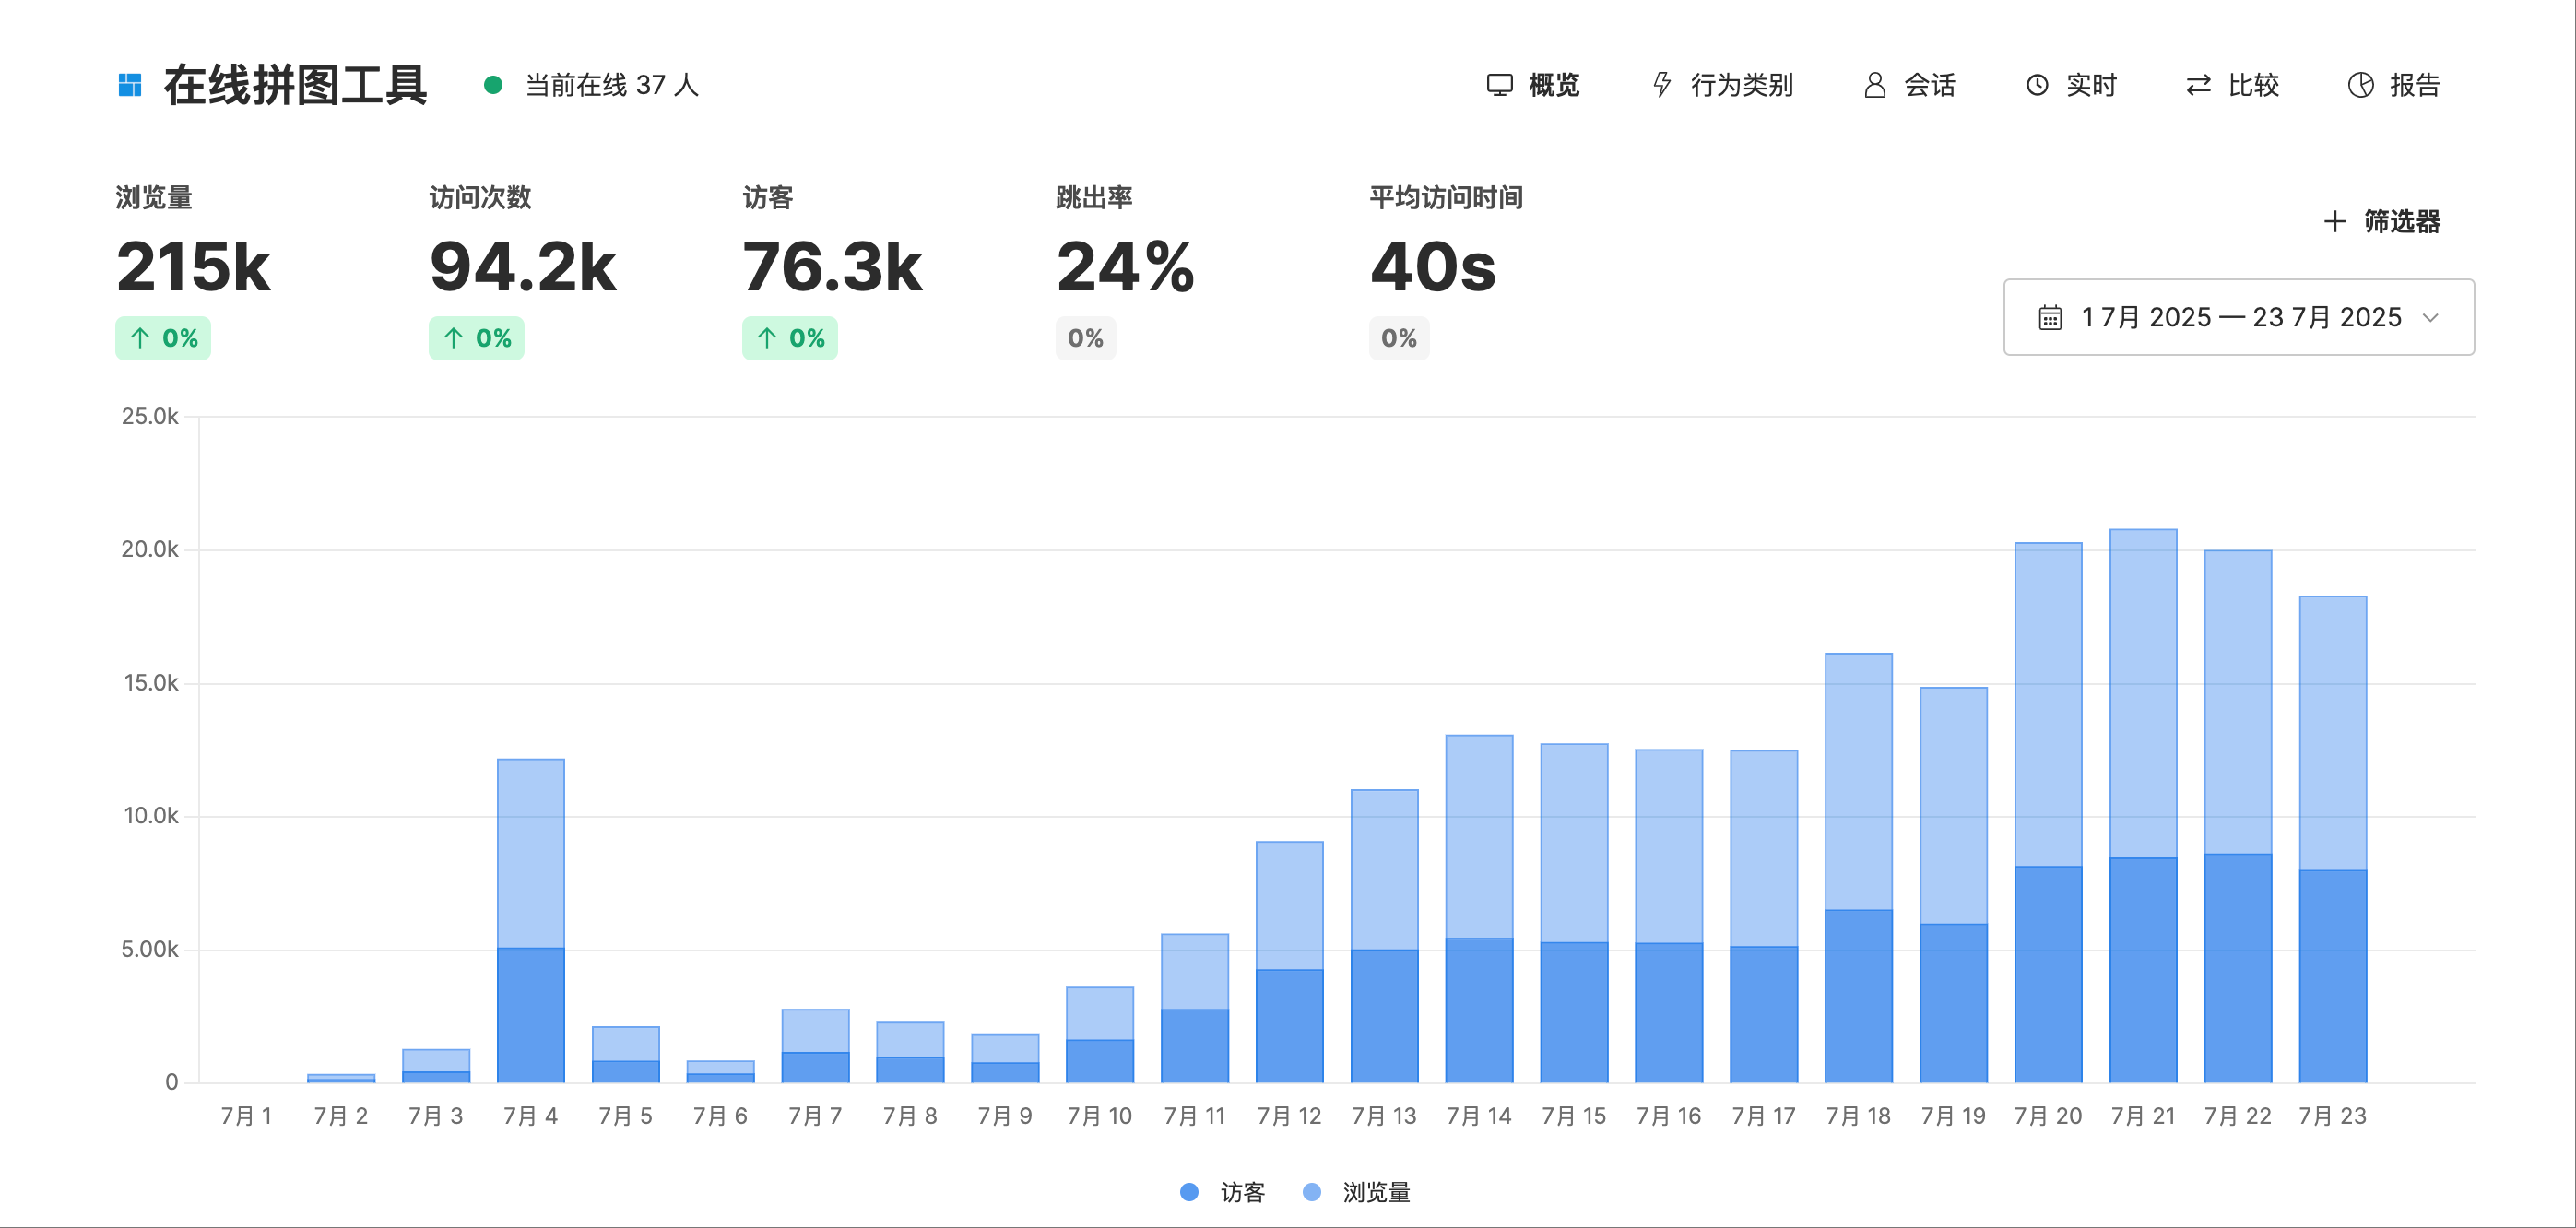 在线拼图工具 当前在线 37 人 概览 行为类别 会话 实时 比较 报告
浏览量 访问次数 访客 跳出率 平均访问时间
筛选器
215k 94.2k 76.3k 24% 40s
1 7月 2025 — 23 7月 2025
↑ 0% ↑ 0% ↑ 0% 0% 0%
25.0k
20.0k
15.0k
10.0k
5.00k
0
7月 1 7月 2 7月 3 7月 4 7月 5 7月 6 7月 7 7月 8 7月 9 7月 10 7月 11 7月 12 7月 13 7月 14 7月 15 7月 16 7月 17 7月 18 7月 19 7月 20 7月 21 7月 22 7月 23
访客 浏览量